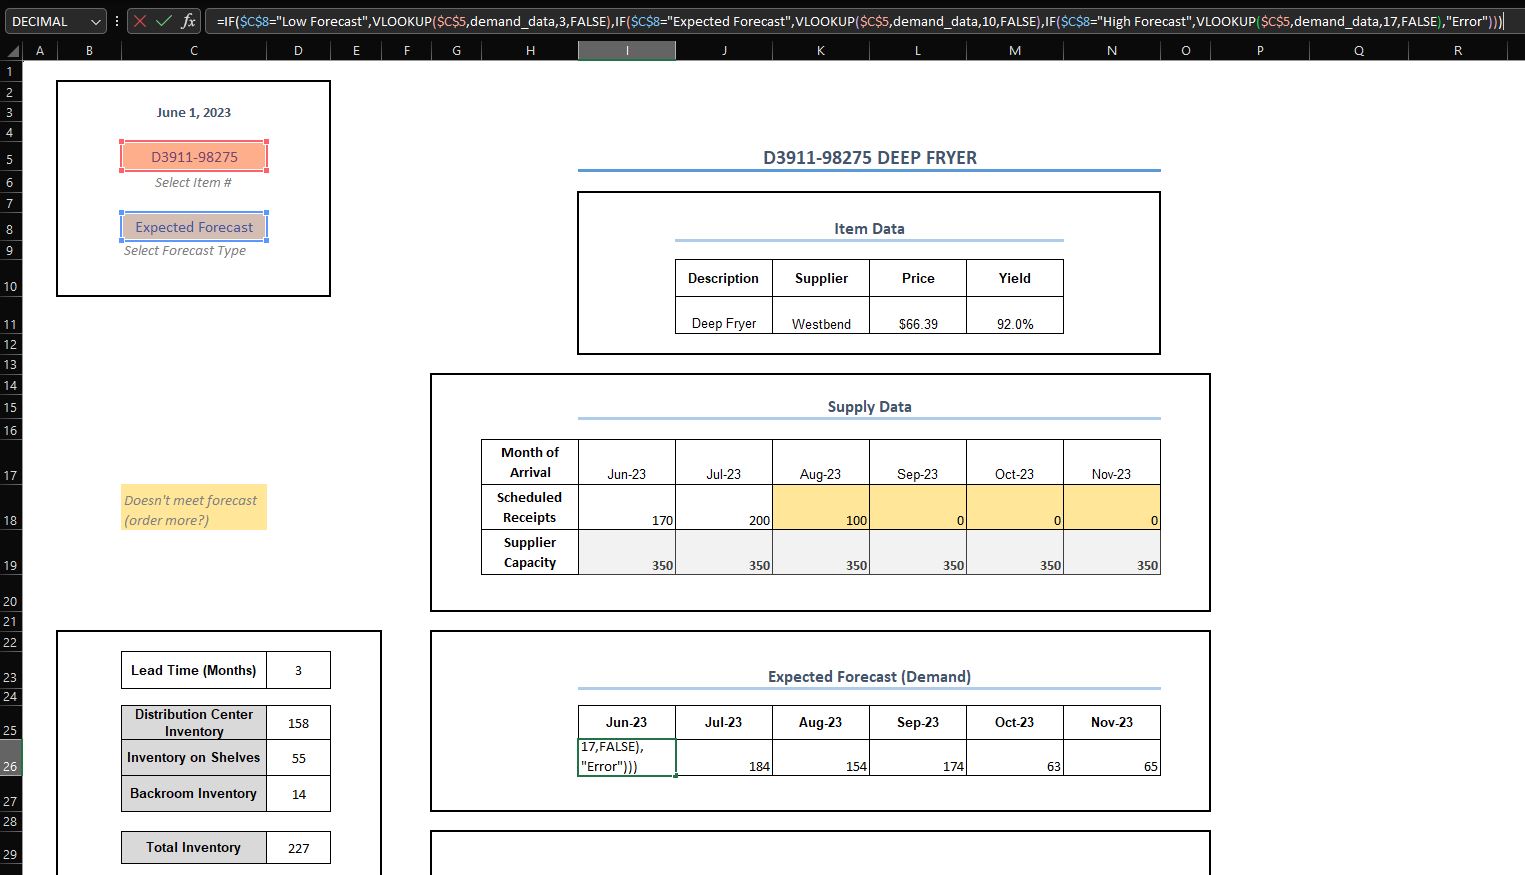 DECIMAL
fx
=IF($C$8="Low Forecast",VLOOKUP($C$5,demand_data,3,FALSE),IF($C$8="Expected Forecast",VLOOKUP($C$5,demand_data,10,FALSE),IF($C$8="High Forecast",VLOOKUP($C$5,demand_data,17,FALSE),"Error")))
A B C D E F G H I J K L M N O P Q R
1
2
3 June 1, 2023
4
5 D3911-98275 D3911-98275 DEEP FRYER
6 Select Item #
7
8 Expected Forecast Item Data
9 Select Forecast Type
10 Description Supplier Price Yield
11 Deep Fryer Westbend $66.39 92.0%
12
13
14
15 Supply Data
16
Month of
17 Arrival Jun-23 Jul-23 Aug-23 Sep-23 Oct-23 Nov-23
Doesn't meet forecast Scheduled
18 (order more?) Receipts 170 200 100 0 0 0
Supplier
19 Capacity 350 350 350 350 350 350
20
21
22
23 Lead Time (Months) 3 Expected Forecast (Demand)
24
Distribution Center
25 Inventory 158 Jun-23 Jul-23 Aug-23 Sep-23 Oct-23 Nov-23
17,FALSE),
26 Inventory on Shelves 55 "Error"))) 184 154 174 63 65
27 Backroom Inventory 14
28
29 Total Inventory 227